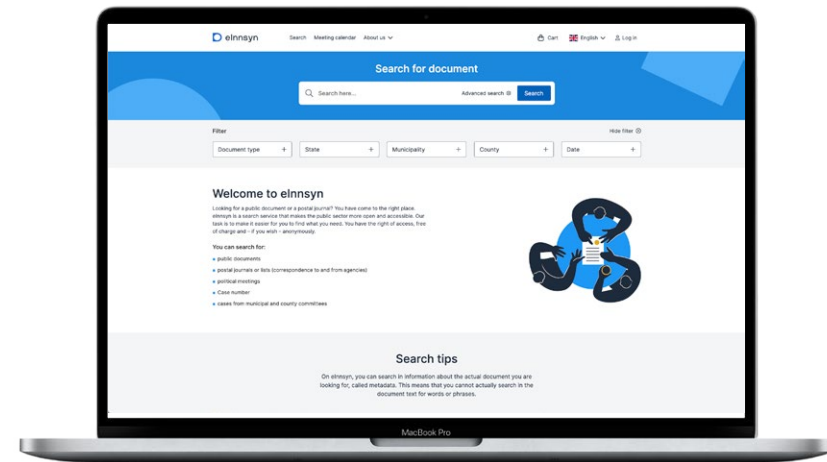 eInnsyn
Search Meeting calendar About us
Cart English Log in
Search for document
Search here...
Advanced search
Search
Filter
Hide filter
Document type + State + Municipality + County + Date +
Welcome to eInnsyn
Looking for a public document or a postal journal? You have come to the right place.
eInnsyn is a search service that makes the public sector more open and accessible. Our
task is to make it easier for you to find what you need. You have the right of access, free
of charge and - if you wish - anonymously.
You can search for:
• public documents
• postal journals or lists (correspondence to and from agencies)
• political meetings
• Case number
• cases from municipal and county committees
Search tips
On eInnsyn, you can search in information about the actual document you are
looking for, called metadata. This means that you cannot actually search in the
document text for words or phrases.
MacBook Pro